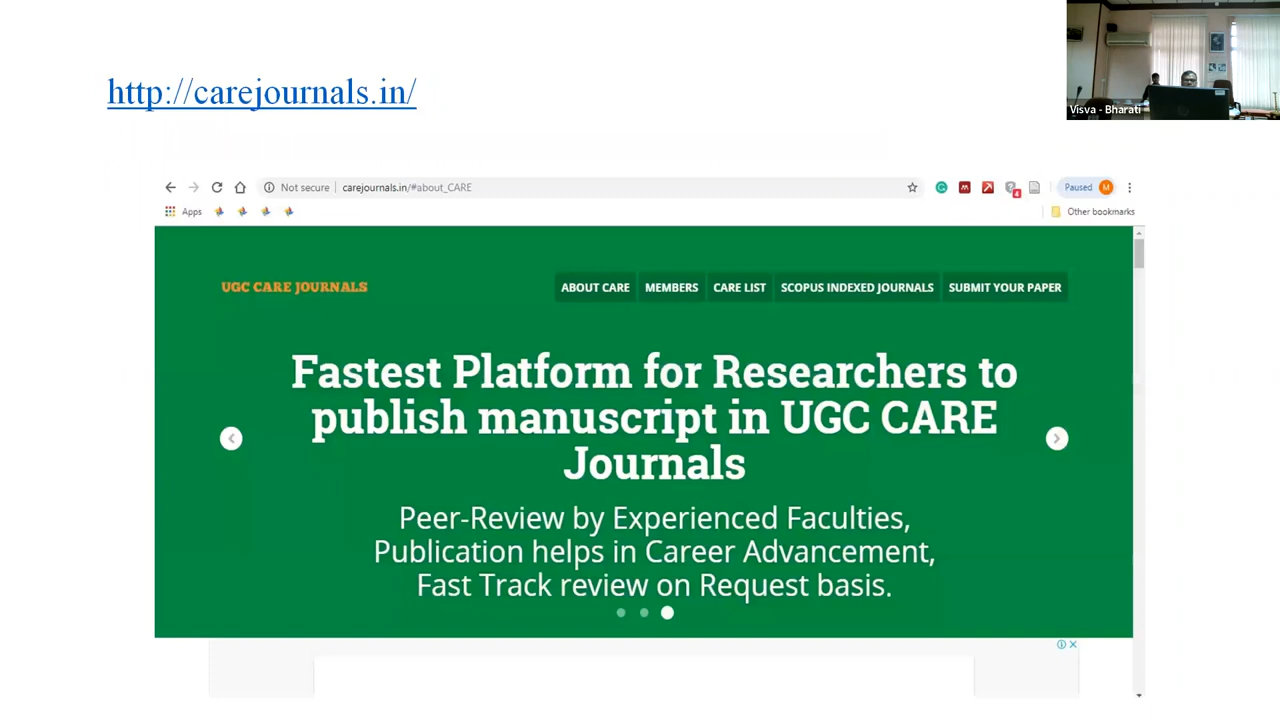 http://carejournals.in/
Visva - Bharati
Not secure carejournals.in/#about_CARE
Paused M
Apps
Other bookmarks
UGC CARE JOURNALS
ABOUT CARE MEMBERS CARE LIST SCOPUS INDEXED JOURNALS SUBMIT YOUR PAPER
Fastest Platform for Researchers to
publish manuscript in UGC CARE
Journals
Peer-Review by Experienced Faculties,
Publication helps in Career Advancement,
Fast Track review on Request basis.